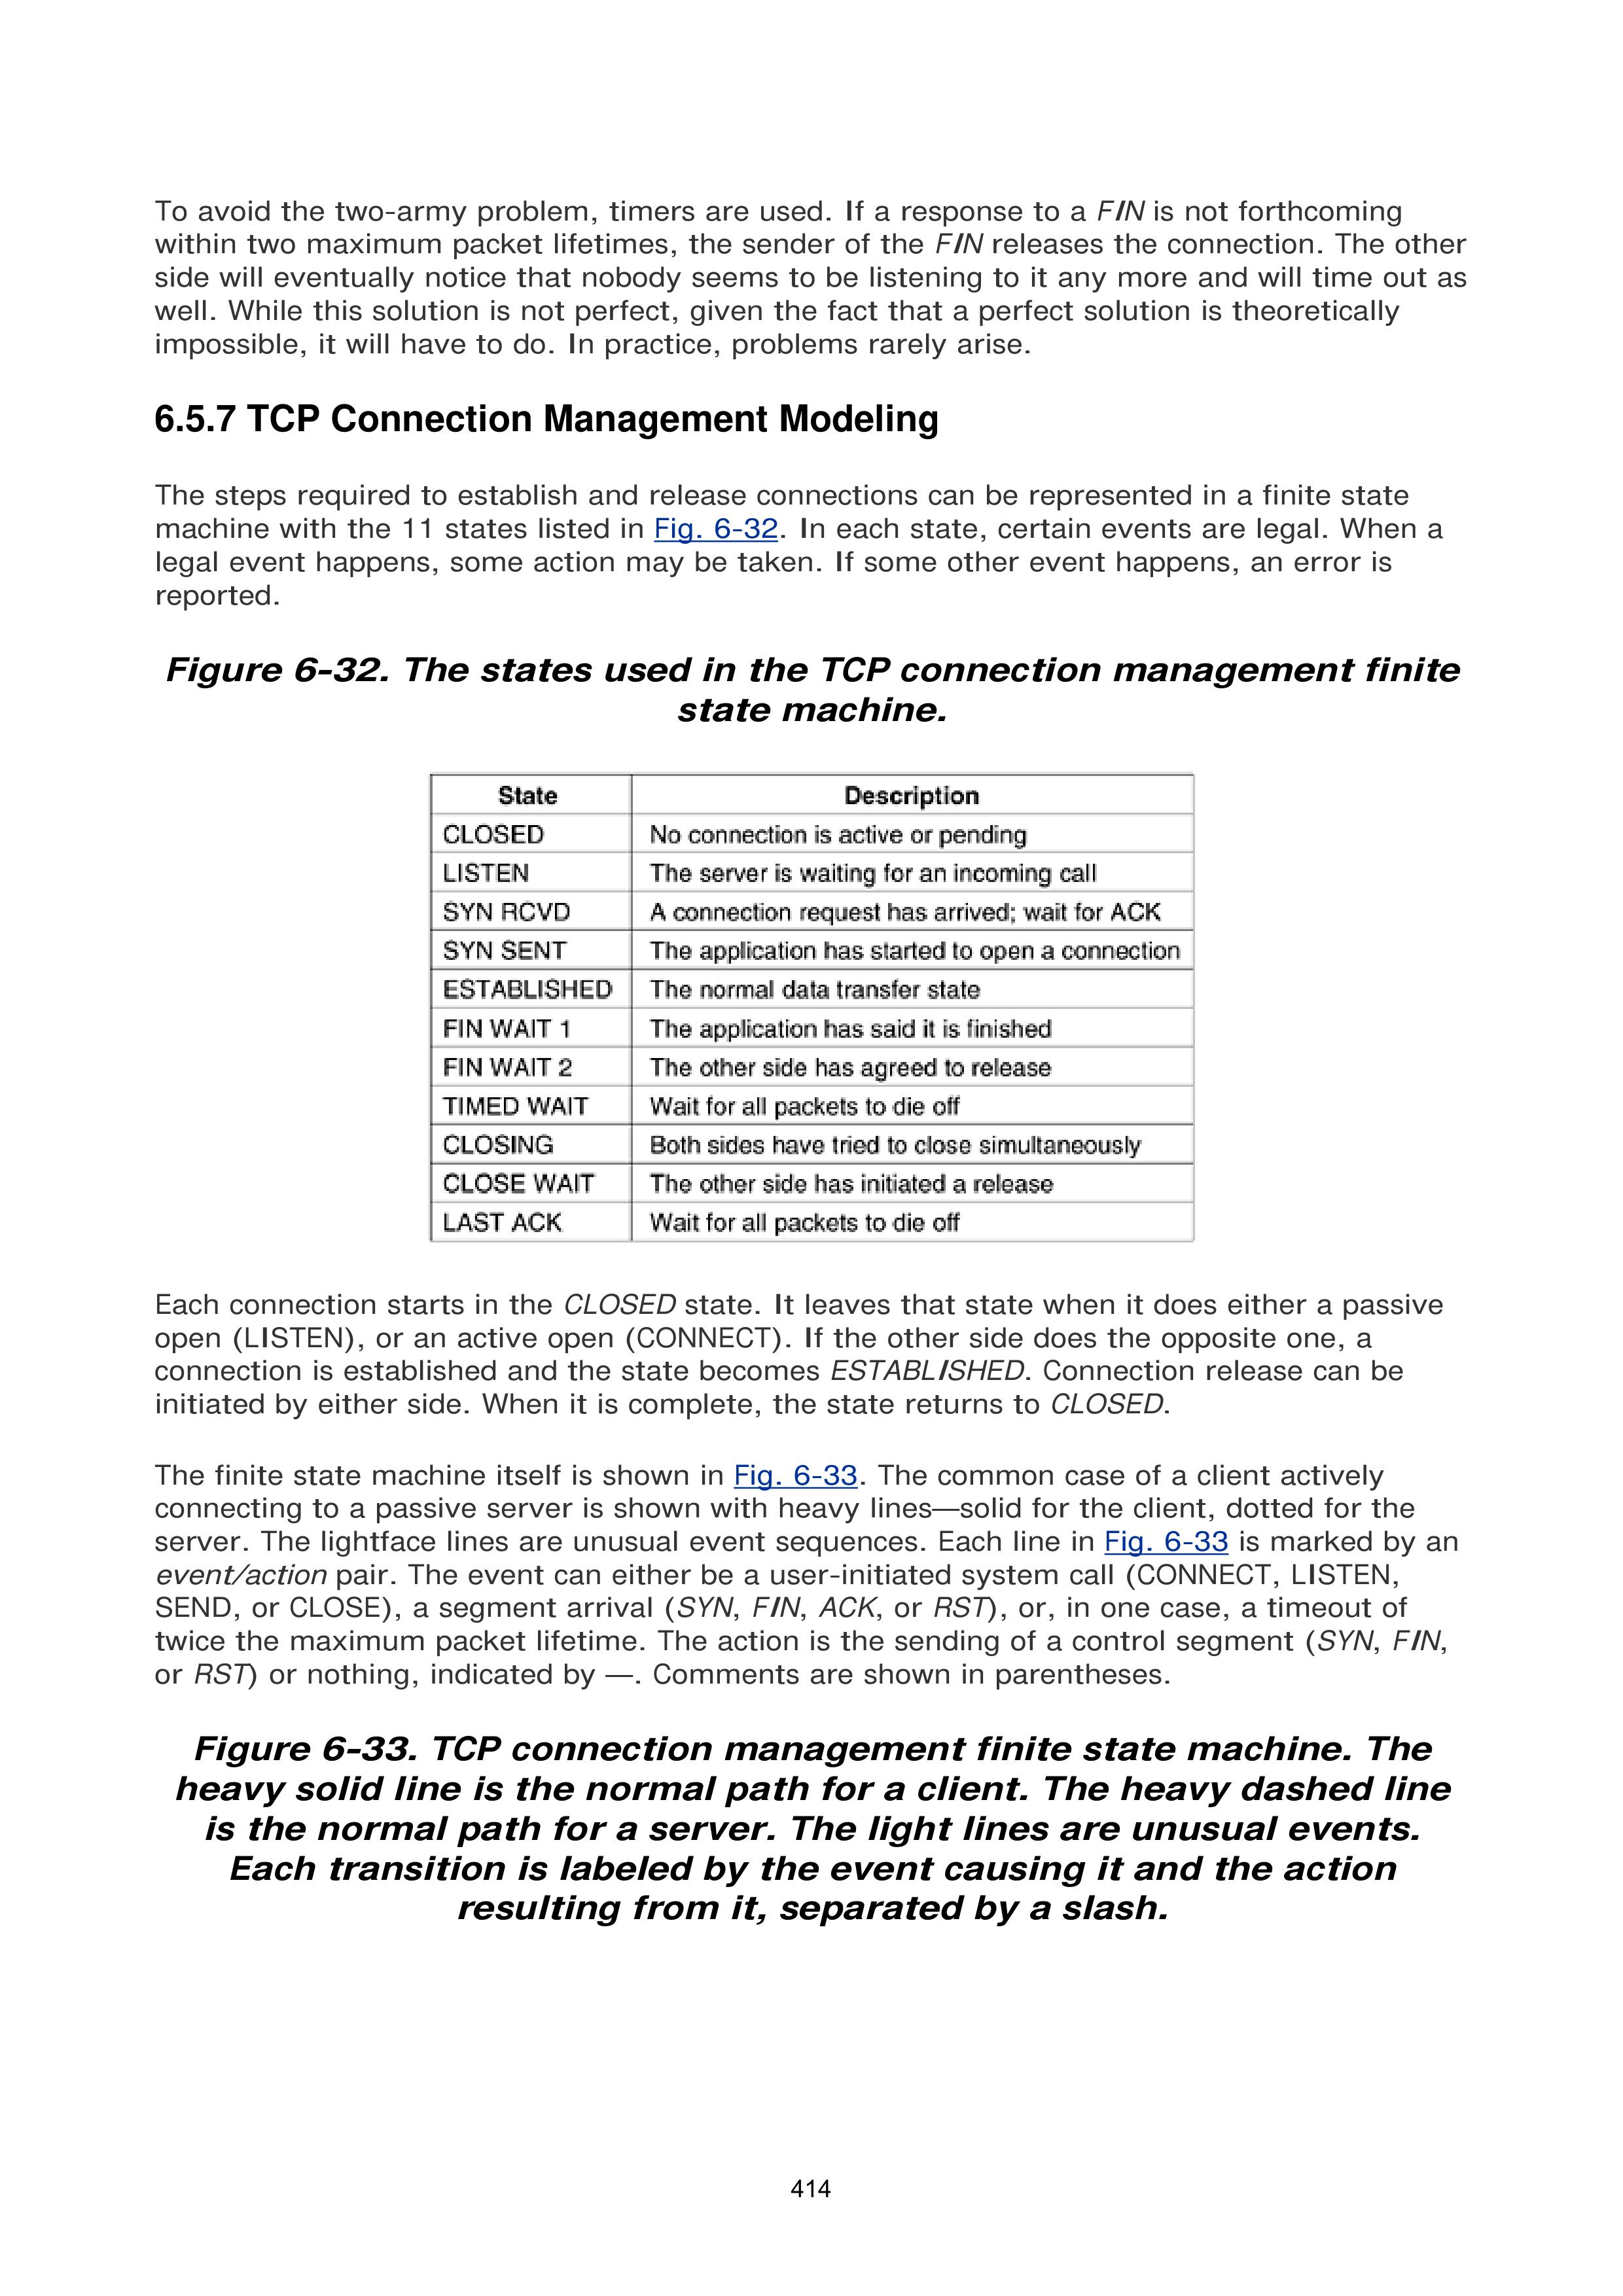 To avoid the two-army problem, timers are used. If a response to a FIN is not forthcoming
within two maximum packet lifetimes, the sender of the FIN releases the connection. The other
side will eventually notice that nobody seems to be listening to it any more and will time out as
well. While this solution is not perfect, given the fact that a perfect solution is theoretically
impossible, it will have to do. In practice, problems rarely arise.
6.5.7 TCP Connection Management Modeling
The steps required to establish and release connections can be represented in a finite state
machine with the 11 states listed in Fig. 6-32. In each state, certain events are legal. When a
legal event happens, some action may be taken. If some other event happens, an error is
reported.
Figure 6-32. The states used in the TCP connection management finite
state machine.
State Description
CLOSED No connection is active or pending
LISTEN The server is waiting for an incoming call
SYN RCVD A connection request has arrived; wait for ACK
SYN SENT The application has started to open a connection
ESTABLISHED The normal data transfer state
FIN WAIT 1 The application has said it is finished
FIN WAIT 2 The other side has agreed to release
TIMED WAIT Wait for all packets to die off
CLOSING Both sides have tried to close simultaneously
CLOSE WAIT The other side has initiated a release
LAST ACK Wait for all packets to die off
Each connection starts in the CLOSED state. It leaves that state when it does either a passive
open (LISTEN), or an active open (CONNECT). If the other side does the opposite one, a
connection is established and the state becomes ESTABLISHED. Connection release can be
initiated by either side. When it is complete, the state returns to CLOSED.
The finite state machine itself is shown in Fig. 6-33. The common case of a client actively
connecting to a passive server is shown with heavy lines—solid for the client, dotted for the
server. The lightface lines are unusual event sequences. Each line in Fig. 6-33 is marked by an
event/action pair. The event can either be a user-initiated system call (CONNECT, LISTEN,
SEND, or CLOSE), a segment arrival (SYN, FIN, ACK, or RST), or, in one case, a timeout of
twice the maximum packet lifetime. The action is the sending of a control segment (SYN, FIN,
or RST) or nothing, indicated by —. Comments are shown in parentheses.
Figure 6-33. TCP connection management finite state machine. The
heavy solid line is the normal path for a client. The heavy dashed line
is the normal path for a server. The light lines are unusual events.
Each transition is labeled by the event causing it and the action
resulting from it, separated by a slash.
414